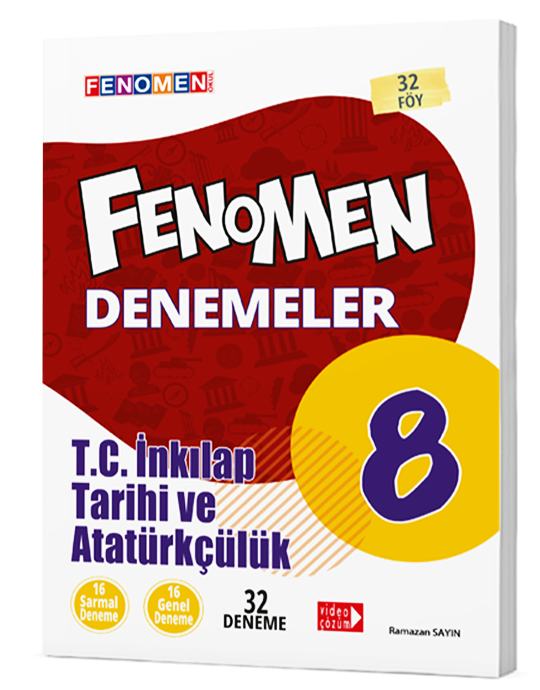 FENOMEN OKUL
32
FÖY
FENOMEN
DENEMELER
8
T.C. İnkılap
Tarihi ve
Atatürkçülük
16
Sarmal
Deneme
16
Genel
Deneme
32
DENEME
video
çözüm
Ramazan SAYIN